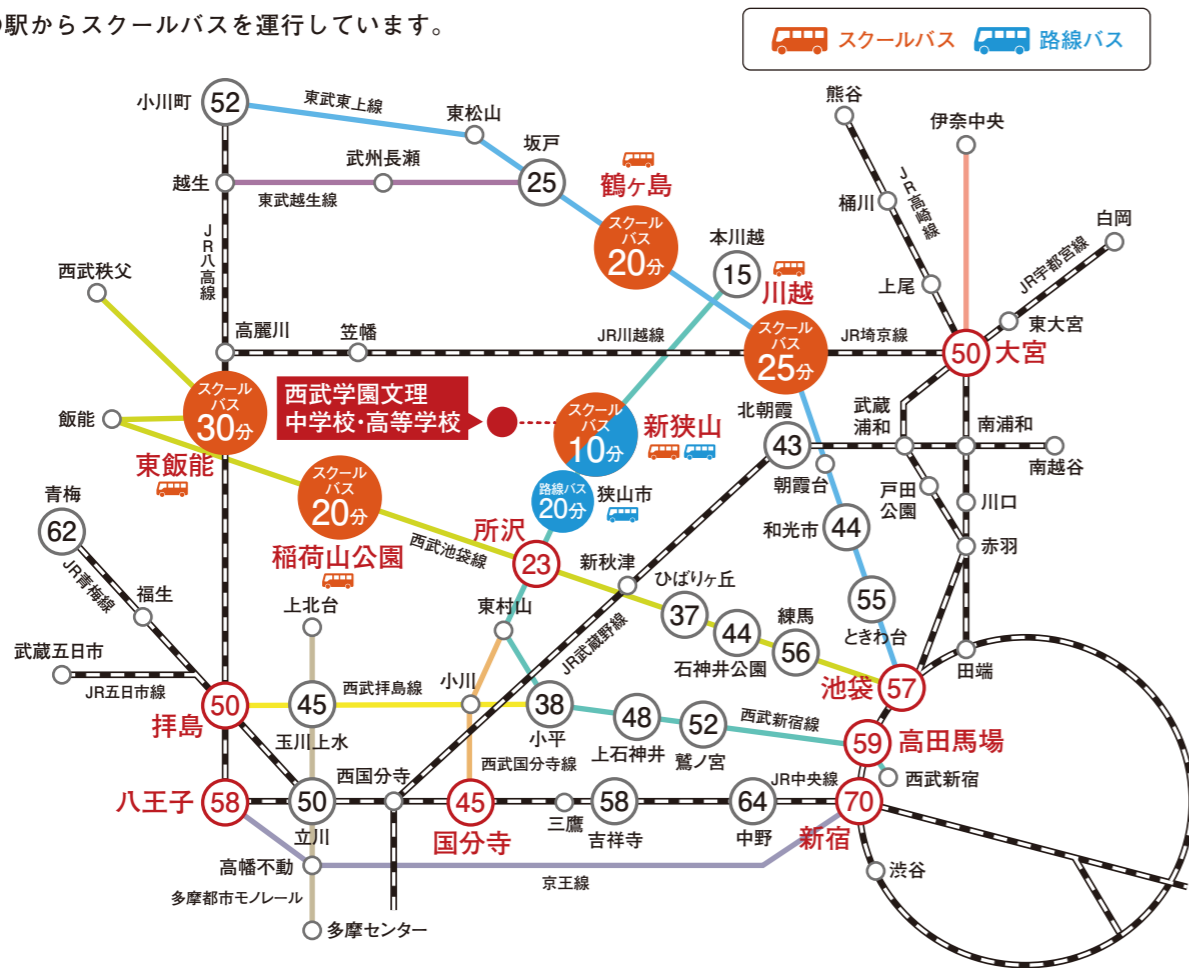 の駅からスクールバスを運行しています。
スクールバス 路線バス
小川町
52
東武東上線
東松山
坂戸
25
越生
武州長瀬
東武越生線
JR八高線
鶴ヶ島
スクール
バス
20分
本川越
15
川越
スクール
バス
25分
熊谷
伊奈中央
桶川
JR高崎線
白岡
上尾
JR宇都宮線
東大宮
西武秩父
高麗川
笠幡
JR川越線
JR埼京線
50
大宮
飯能
スクール
バス
30分
東飯能
西武学園文理
中学校・高等学校
スクール
バス
10分
新狭山
路線バス
20分
狭山市
北朝霞
43
武蔵
浦和
南浦和
南越谷
朝霞台
戸田
公園
川口
和光市
44
赤羽
青梅
62
スクール
バス
20分
稲荷山公園
西武池袋線
所沢
23
新秋津
ひばりヶ丘
37
44
石神井公園
練馬
56
55
ときわ台
JR青梅線
福生
上北台
東村山
JR武蔵野線
田端
武蔵五日市
JR五日市線
50
拝島
45
玉川上水
西武拝島線
小川
38
小平
48
上石神井
52
鷺ノ宮
西武新宿線
池袋
57
59
高田馬場
西武新宿
西武国分寺線
八王子
58
50
立川
西国分寺
45
国分寺
三鷹
58
吉祥寺
64
中野
JR中央線
70
新宿
高幡不動
京王線
渋谷
多摩都市モノレール
多摩センター